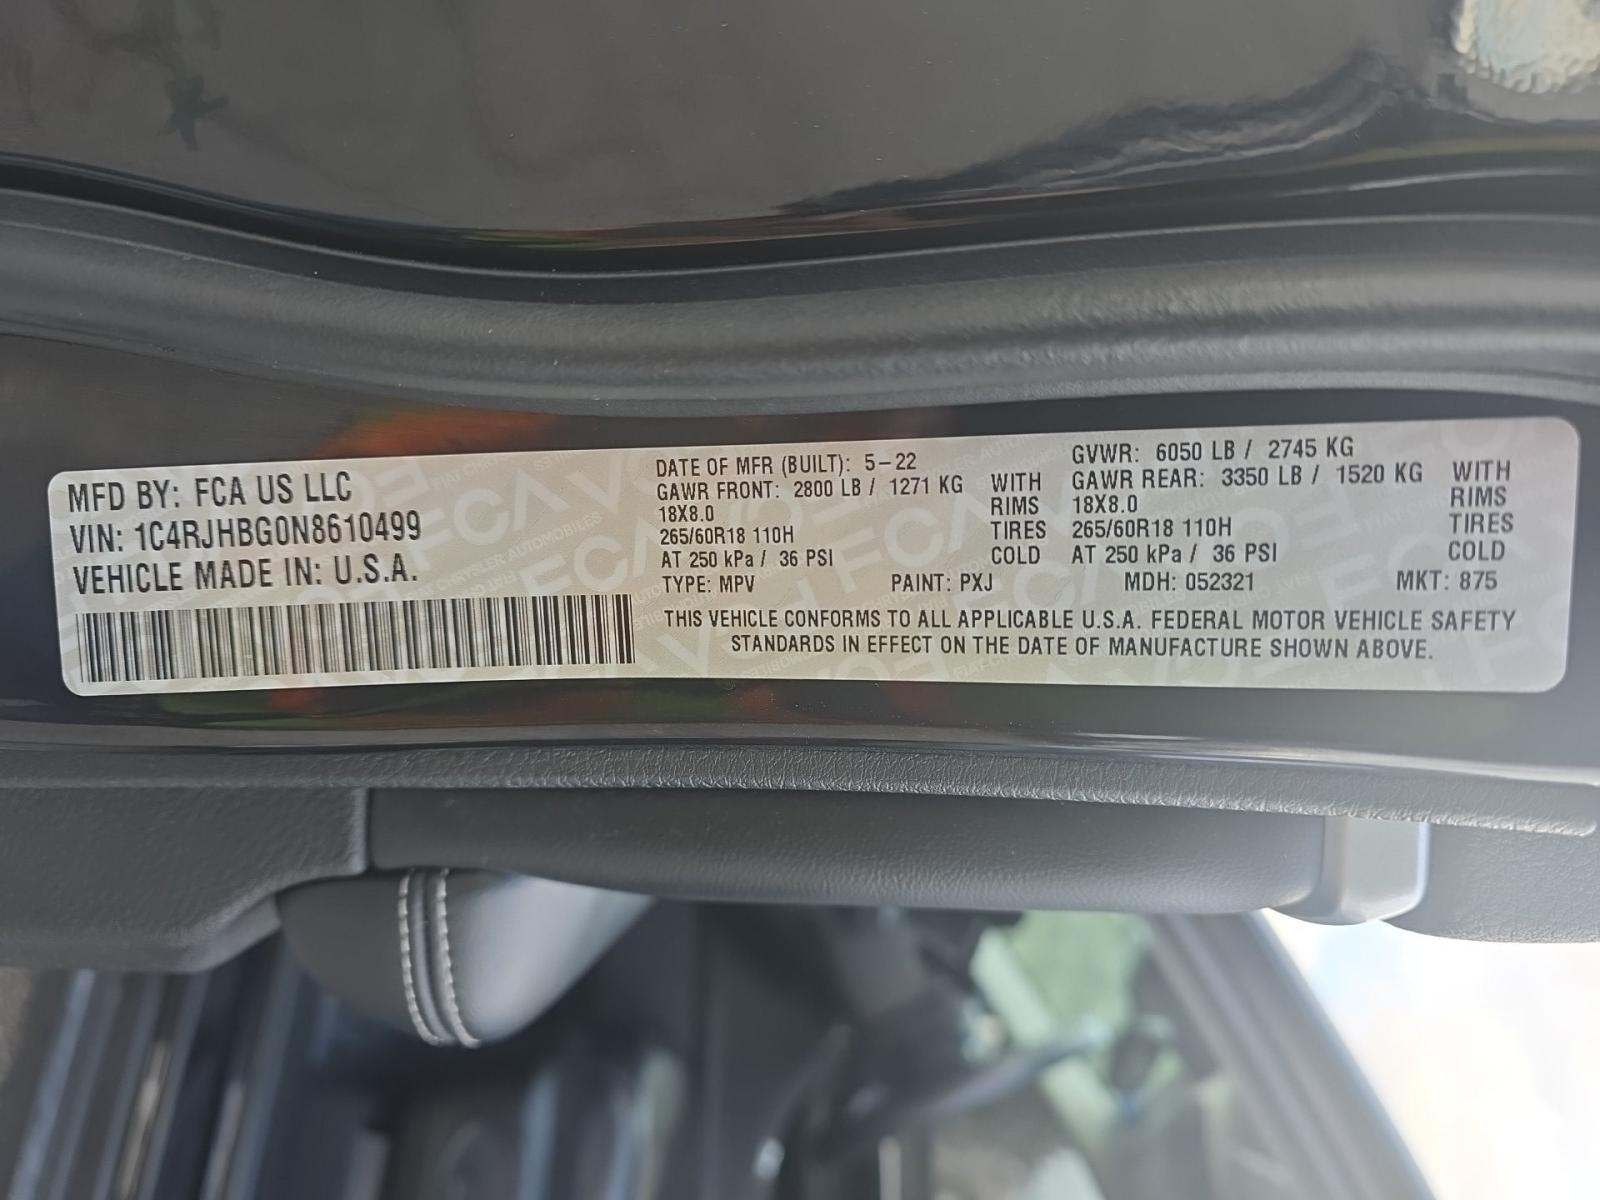 MFD BY: FCA US LLC
VIN: 1C4RJHBG0N8610499
VEHICLE MADE IN: U.S.A.
DATE OF MFR (BUILT): 5-22
GAWR FRONT: 2800 LB / 1271 KG WITH
18X8.0 RIMS
265/60R18 110H TIRES
AT 250 kPa / 36 PSI COLD
GVWR: 6050 LB / 2745 KG
GAWR REAR: 3350 LB / 1520 KG WITH
18X8.0 RIMS
265/60R18 110H TIRES
AT 250 kPa / 36 PSI COLD
TYPE: MPV PAINT: PXJ MDH: 052321 MKT: 875
THIS VEHICLE CONFORMS TO ALL APPLICABLE U.S.A. FEDERAL MOTOR VEHICLE SAFETY
STANDARDS IN EFFECT ON THE DATE OF MANUFACTURE SHOWN ABOVE.